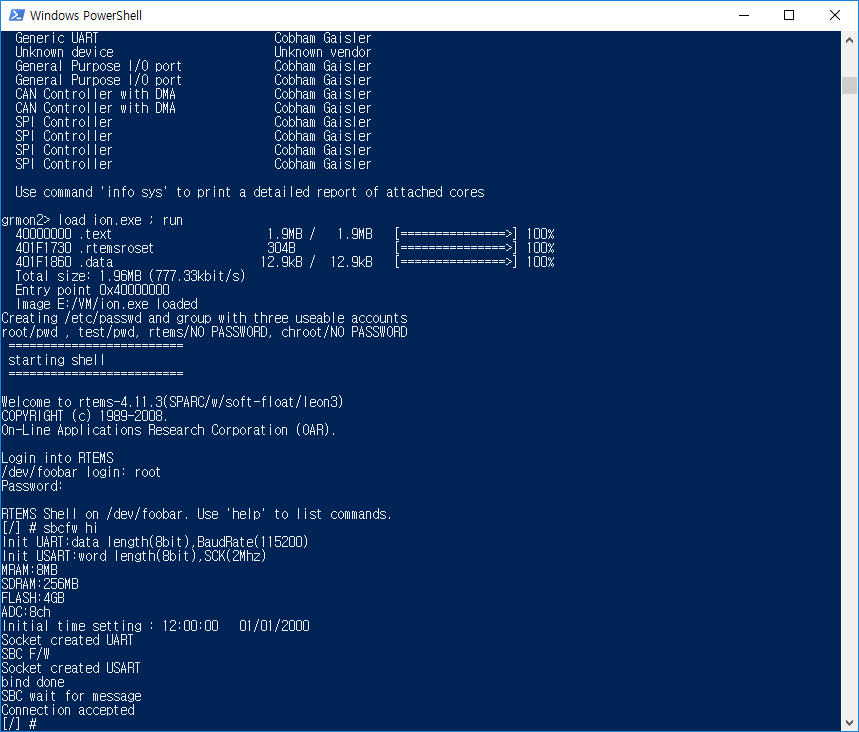 Windows PowerShell
Generic UART Cobham Gaisler
Unknown device Unknown vendor
General Purpose I/O port Cobham Gaisler
General Purpose I/O port Cobham Gaisler
CAN Controller with DMA Cobham Gaisler
CAN Controller with DMA Cobham Gaisler
SPI Controller Cobham Gaisler
SPI Controller Cobham Gaisler
SPI Controller Cobham Gaisler
SPI Controller Cobham Gaisler
Use command 'info sys' to print a detailed report of attached cores
grmon2> load ion.exe ; run
40000000 .text 1.9MB / 1.9MB [===============>] 100%
401F1730 .rtemsroset 304B [===============>] 100%
401F1860 .data 12.9kB / 12.9kB [===============>] 100%
Total size: 1.96MB (777.33kbit/s)
Entry point 0x40000000
Image E:/VM/ion.exe loaded
Creating /etc/passwd and group with three useable accounts
root/pwd , test/pwd, rtems/NO PASSWORD, chroot/NO PASSWORD
=========================
starting shell
=========================
Welcome to rtems-4.11.3(SPARC/w/soft-float/leon3)
COPYRIGHT (c) 1989-2008.
On-Line Applications Research Corporation (OAR).
Login into RTEMS
/dev/foobar login: root
Password:
RTEMS Shell on /dev/foobar. Use 'help' to list commands.
[/] # sbcfw hi
Init UART:data length(8bit),BaudRate(115200)
Init USART:word length(8bit),SCK(2Mhz)
MRAM:8MB
SDRAM:256MB
FLASH:4GB
ADC:8ch
Initial time setting : 12:00:00 01/01/2000
Socket created UART
SBC F/W
Socket created USART
bind done
SBC wait for message
Connection accepted
[/] #